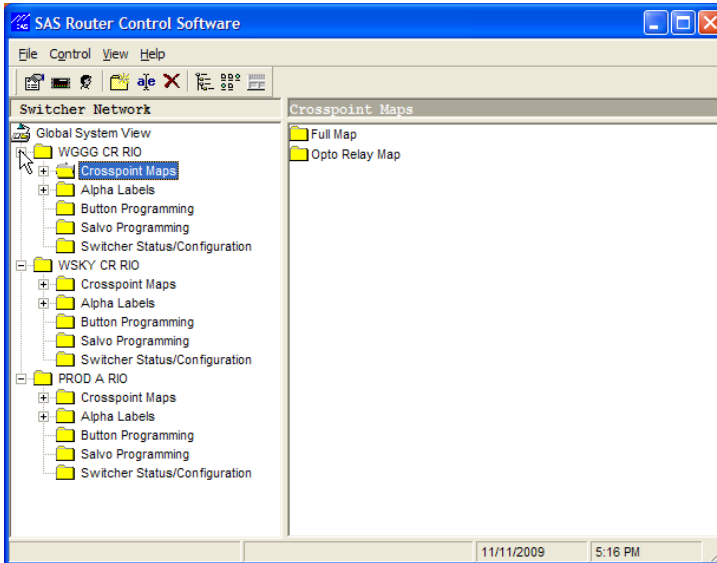 SAS Router Control Software
File Control View Help
Switcher Network
Crosspoint Maps
Global System View
WGGG CR RIO
Crosspoint Maps
Alpha Labels
Button Programming
Salvo Programming
Switcher Status/Configuration
WSKY CR RIO
Crosspoint Maps
Alpha Labels
Button Programming
Salvo Programming
Switcher Status/Configuration
PROD A RIO
Crosspoint Maps
Alpha Labels
Button Programming
Salvo Programming
Switcher Status/Configuration
Full Map
Opto Relay Map
11/11/2009 5:16 PM